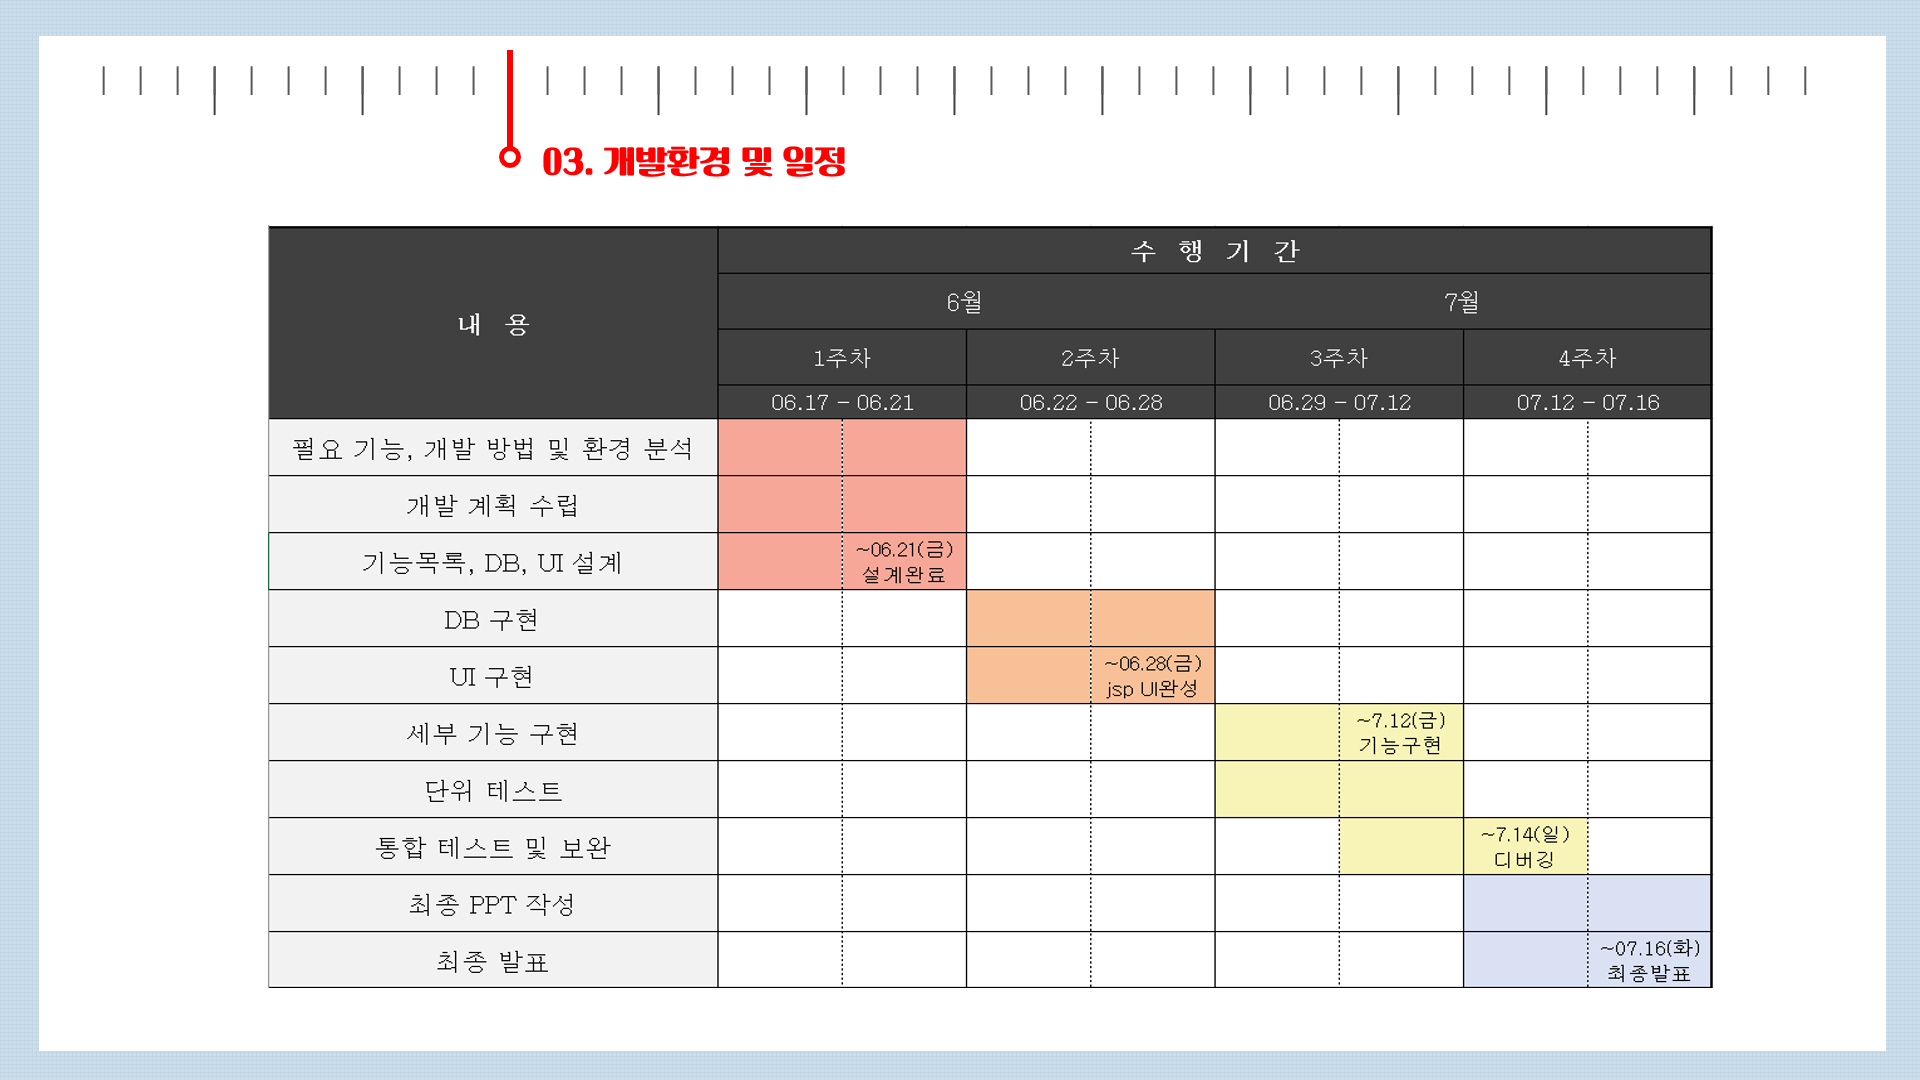 03. 개발환경 및 일정
내 용
수 행 기 간
6월 7월
1주차 2주차 3주차 4주차
06.17 - 06.21 06.22 - 06.28 06.29 - 07.12 07.12 - 07.16
필요 기능, 개발 방법 및 환경 분석
개발 계획 수립
기능목록, DB, UI 설계
~06.21(금)
설계완료
DB 구현
UI 구현
~06.28(금)
jsp UI완성
세부 기능 구현
~7.12(금)
기능구현
단위 테스트
통합 테스트 및 보완
~7.14(일)
디버깅
최종 PPT 작성
최종 발표
~07.16(화)
최종발표